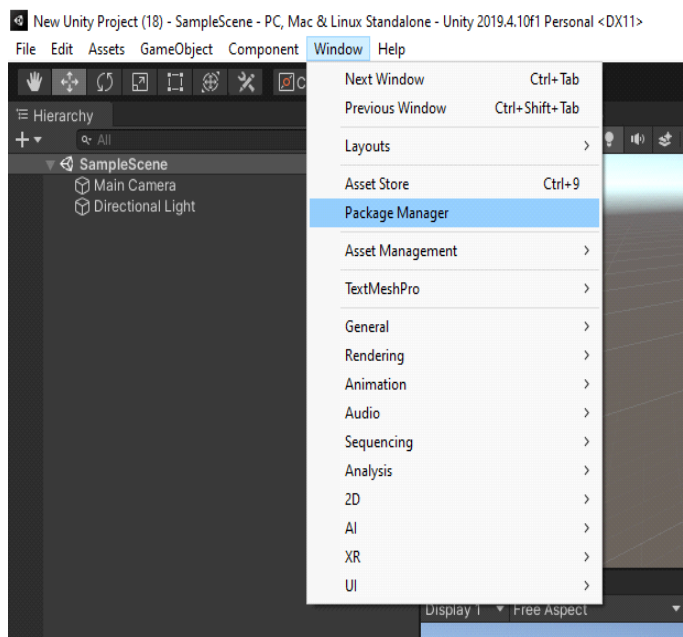 New Unity Project (18) - SampleScene - PC, Mac & Linux Standalone - Unity 2019.4.10f1 Personal <DX11>
File Edit Assets GameObject Component Window Help
Hierarchy
All
SampleScene
Main Camera
Directional Light
Next Window Ctrl+Tab
Previous Window Ctrl+Shift+Tab
Layouts
Asset Store Ctrl+9
Package Manager
Asset Management
TextMeshPro
General
Rendering
Animation
Audio
Sequencing
Analysis
2D
AI
XR
UI
Display 1 Free Aspect